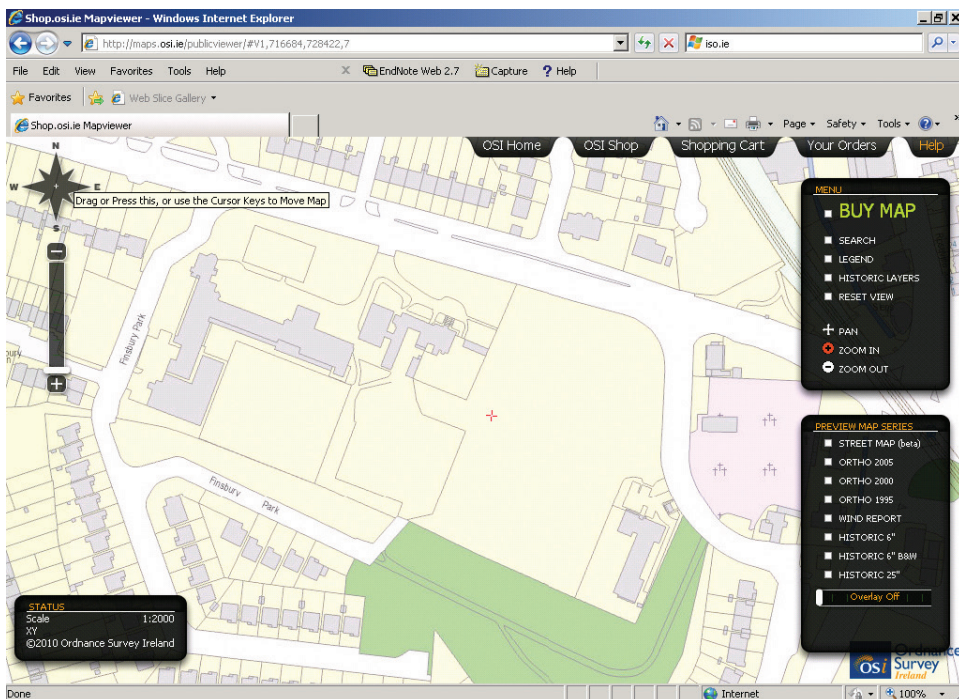 Shop.osi.ie Mapviewer - Windows Internet Explorer
http://maps.osi.ie/publicviewer/#V1,716684,728422,7
iso.ie
File Edit View Favorites Tools Help
x EndNote Web 2.7 Capture ? Help
Favorites Web Slice Gallery
Shop.osi.ie Mapviewer
Page Safety Tools
»
OSI Home OSI Shop Shopping Cart Your Orders Help
N
W E
S
Drag or Press this, or use the Cursor Keys to Move Map
MENU
BUY MAP
SEARCH
LEGEND
HISTORIC LAYERS
RESET VIEW
PAN
ZOOM IN
ZOOM OUT
Finsbury Park
Finsbury Park
PREVIEW MAP SERIES
STREET MAP (beta)
ORTHO 2005
ORTHO 2000
ORTHO 1995
WIND REPORT
HISTORIC 6"
HISTORIC 6" B&W
HISTORIC 25"
Overlay Off
STATUS
Scale 1:2000
XY
©2010 Ordnance Survey Ireland
osi Ordnance
Survey
Ireland
Done Internet 100%